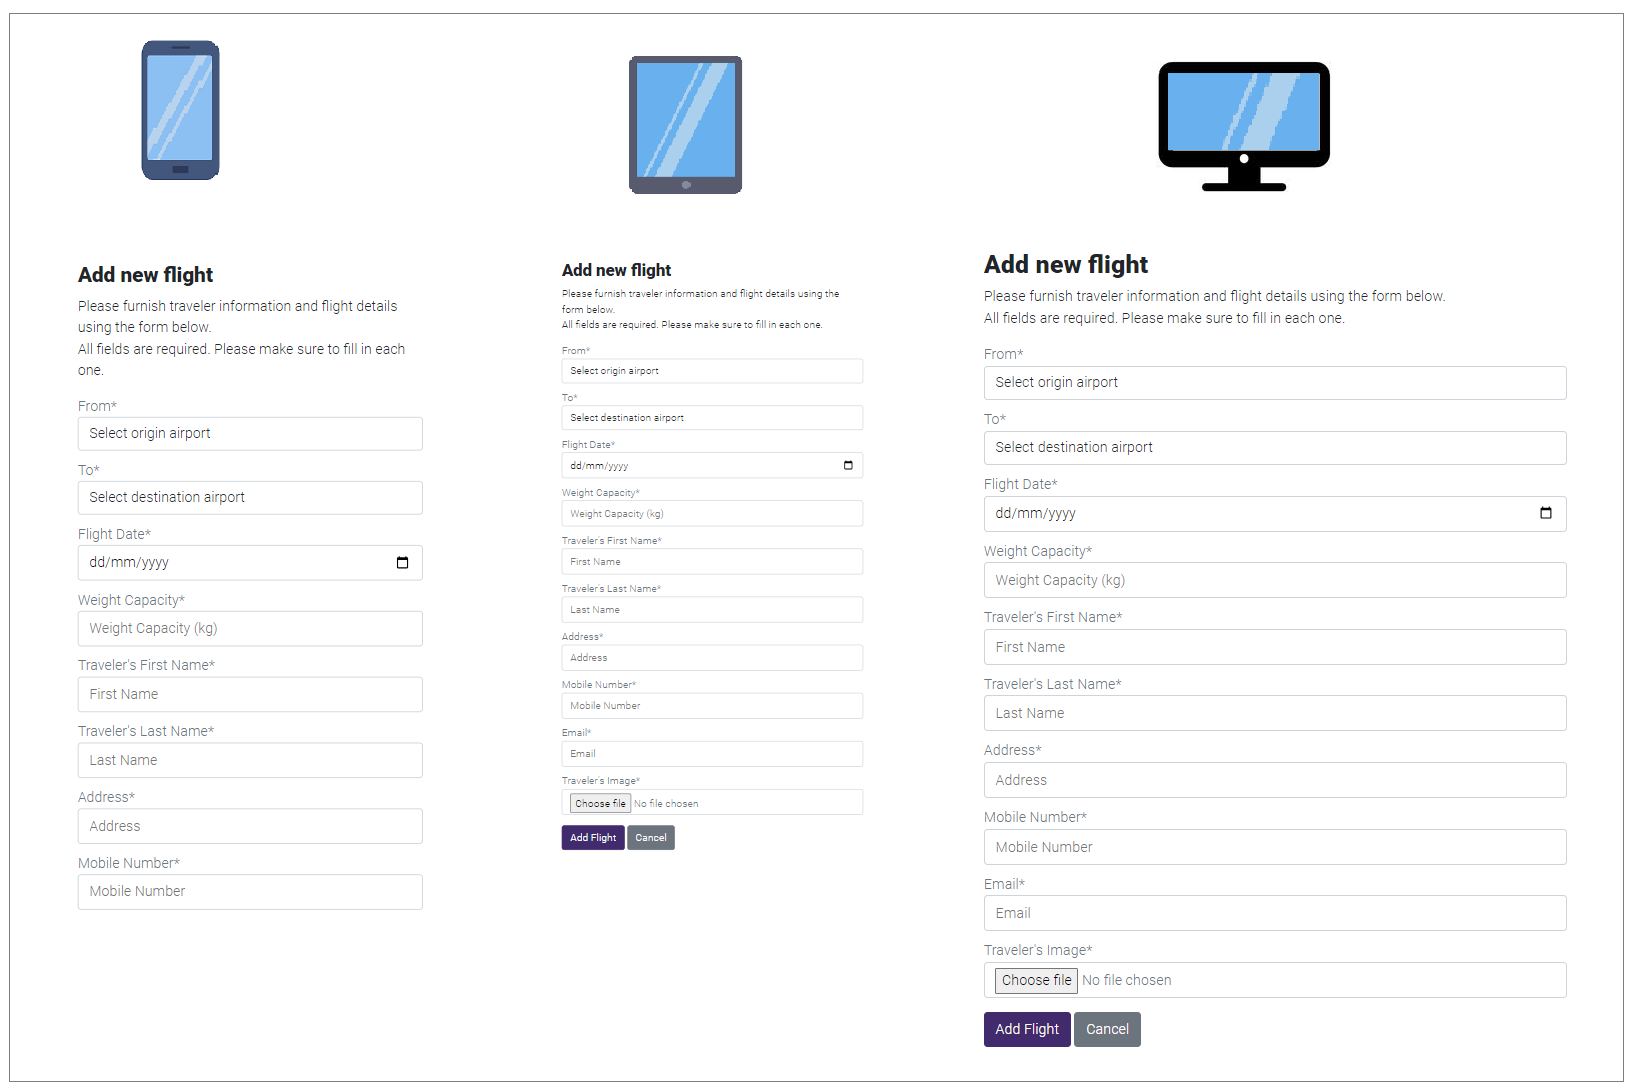 Add new flight
Please furnish traveler information and flight details
using the form below.
All fields are required. Please make sure to fill in each
one.
From*
Select origin airport
To*
Select destination airport
Flight Date*
dd/mm/yyyy
Weight Capacity*
Weight Capacity (kg)
Traveler's First Name*
First Name
Traveler's Last Name*
Last Name
Address*
Address
Mobile Number*
Mobile Number
Add new flight
Please furnish traveler information and flight details using the
form below.
All fields are required. Please make sure to fill in each one.
From*
Select origin airport
To*
Select destination airport
Flight Date*
dd/mm/yyyy
Weight Capacity*
Weight Capacity (kg)
Traveler's First Name*
First Name
Traveler's Last Name*
Last Name
Address*
Address
Mobile Number*
Mobile Number
Email*
Email
Traveler's Image*
Choose file No file chosen
Add Flight Cancel
Add new flight
Please furnish traveler information and flight details using the form below.
All fields are required. Please make sure to fill in each one.
From*
Select origin airport
To*
Select destination airport
Flight Date*
dd/mm/yyyy
Weight Capacity*
Weight Capacity (kg)
Traveler's First Name*
First Name
Traveler's Last Name*
Last Name
Address*
Address
Mobile Number*
Mobile Number
Email*
Email
Traveler's Image*
Choose file No file chosen
Add Flight Cancel